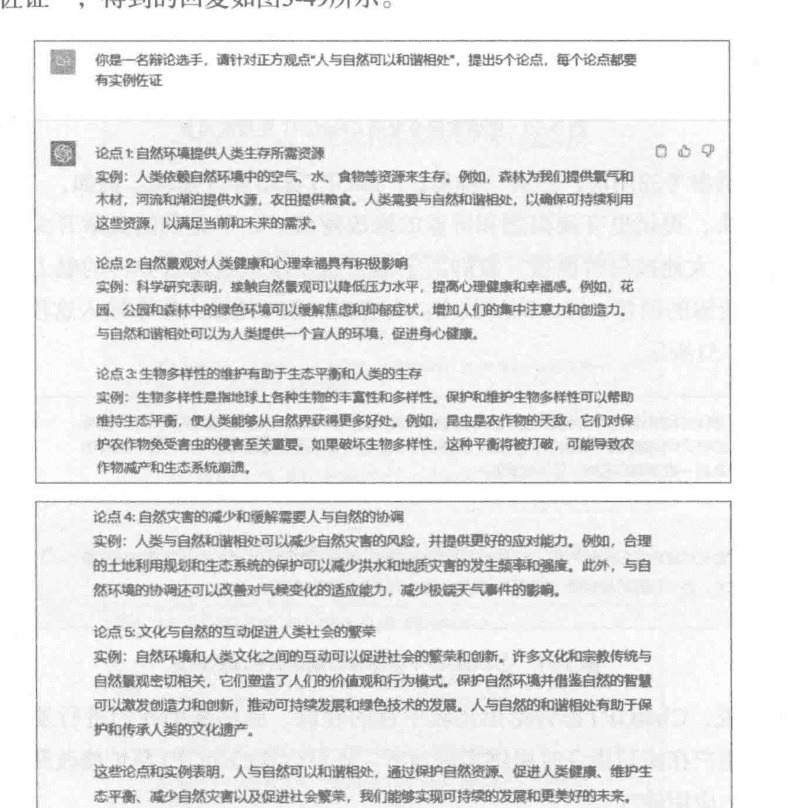 佐证”，得到的回复如图5-49所示。
你是一名辩论选手，请针对正方观点“人与自然可以和谐相处”，提出5个论点，每个论点都要
有实例佐证
论点 1: 自然环境提供人类生存所需资源
实例：人类依赖自然环境中的空气、水、食物等资源来生存。例如，森林为我们提供氧气和
木材，河流和湖泊提供水源，农田提供粮食。人类需要与自然和谐相处，以确保可持续利用
这些资源，以满足当前和未来的需求。
论点 2: 自然景观对人类健康和心理幸福具有积极影响
实例：科学研究表明，接触自然景观可以降低压力水平，提高心理健康和幸福感。例如，花
园、公园和森林中的绿色环境可以缓解焦虑和抑郁症状，增加人们的集中注意力和创造力。
与自然和谐相处可以为人类提供一个宜人的环境，促进身心健康。
论点 3: 生物多样性的维护有助于生态平衡和人类的生存
实例：生物多样性是指地球上各种生物的丰富性和多样性。保护和维护生物多样性可以帮助
维持生态平衡，使人类能够从自然界获得更多好处。例如，昆虫是农作物的天敌，它们对保
护农作物免受害虫的侵害至关重要。如果破坏生物多样性，这种平衡将被打破，可能导致农
作物减产和生态系统崩溃。
论点 4: 自然灾害的减少和缓解需要人与自然的协调
实例：人类与自然和谐相处可以减少自然灾害的风险，并提供更好的应对能力。例如，合理
的土地利用规划和生态系统的保护可以减少洪水和地质灾害的发生频率和强度。此外，与自
然环境的协调还可以改善对气候变化的适应能力，减少极端天气事件的影响。
论点 5: 文化与自然的互动促进人类社会的繁荣
实例：自然环境和人类文化之间的互动可以促进社会的繁荣和创新。许多文化和宗教传统与
自然景观密切相关，它们塑造了人们的价值观和行为模式。保护自然环境并借鉴自然的智慧
可以激发创造力和创新，推动可持续发展和绿色技术的发展。人与自然的和谐相处有助于保
护和传承人类的文化遗产。
这些论点和实例表明，人与自然可以和谐相处，通过保护自然资源、促进人类健康、维护生
态平衡、减少自然灾害以及促进社会繁荣，我们能够实现可持续的发展和更美好的未来。